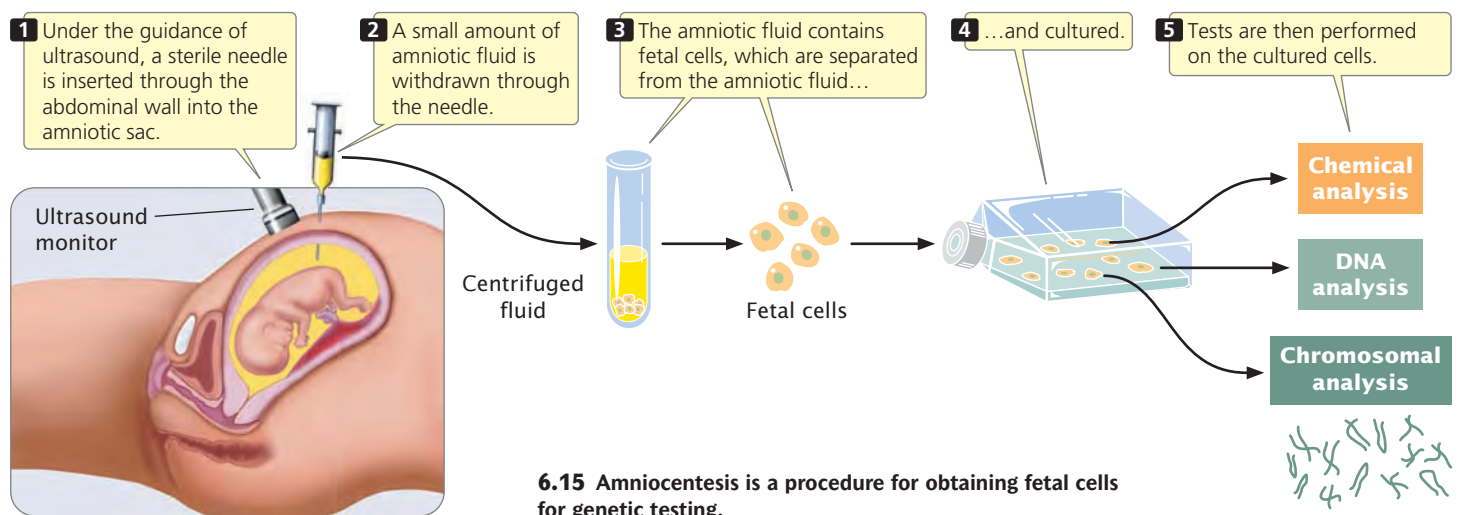 1 Under the guidance of
ultrasound, a sterile needle
is inserted through the
abdominal wall into the
amniotic sac.
2 A small amount of
amniotic fluid is
withdrawn through
the needle.
3 The amniotic fluid contains
fetal cells, which are separated
from the amniotic fluid…
4 …and cultured.
5 Tests are then performed
on the cultured cells.
Ultrasound
monitor
Centrifuged
fluid
Fetal cells
Chemical
analysis
DNA
analysis
Chromosomal
analysis
6.15 Amniocentesis is a procedure for obtaining fetal cells
for genetic testing.